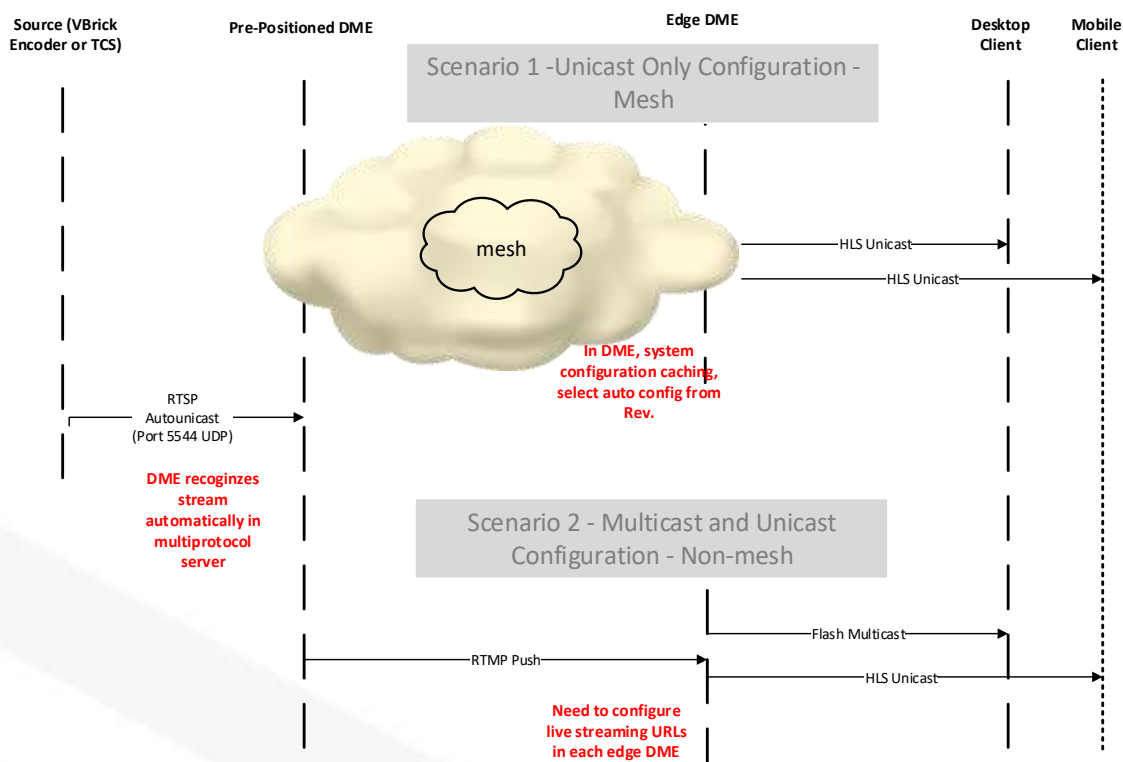 Source (VBrick
Encoder or TCS)
Pre-Positioned DME
Edge DME
Desktop
Client
Mobile
Client
Scenario 1 -Unicast Only Configuration -
Mesh
mesh
HLS Unicast
HLS Unicast
In DME, system
configuration caching,
select auto config from
Rev.
RTSP
Autounicast
(Port 5544 UDP)
DME recoginzes
stream
automatically in
multiprotocol
server
Scenario 2 - Multicast and Unicast
Configuration - Non-mesh
Flash Multicast
RTMP Push
HLS Unicast
Need to configure
live streaming URLs
in each edge DME